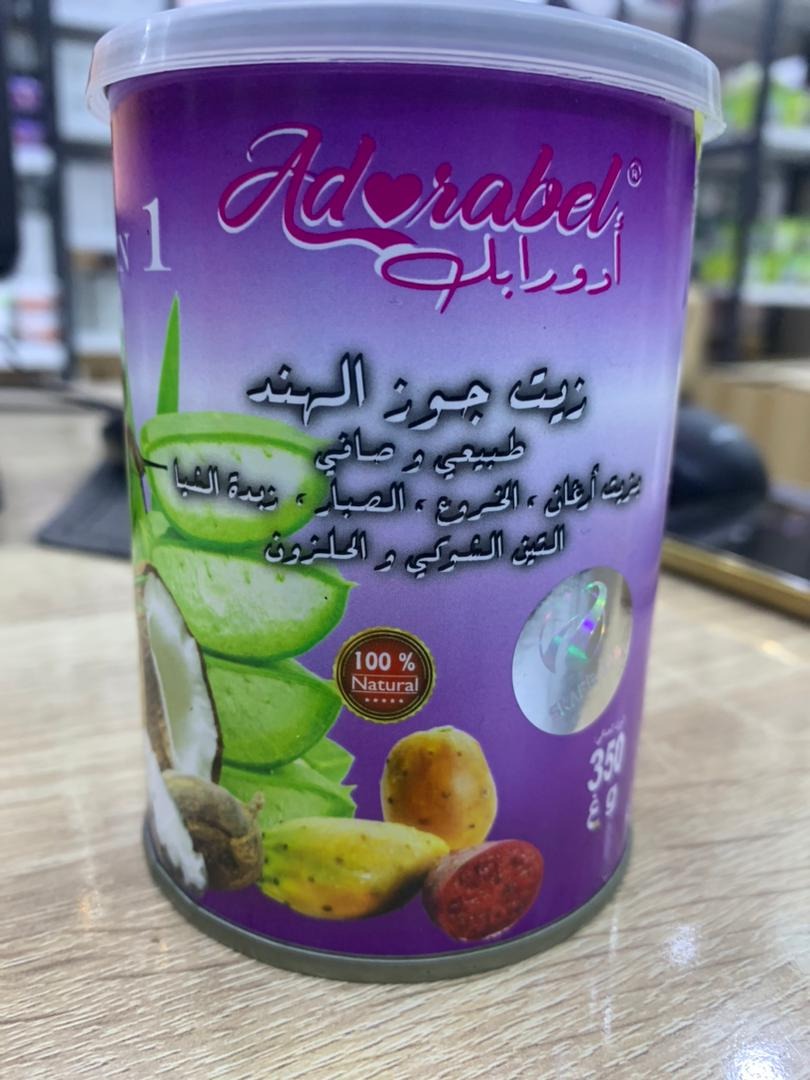 Adorabel®
أدورابل
1
زيت جوز الهند
طبيعي و صافي
بزيت أرغان ، الخروع ، الصبار ، زبدة الشيا
التين الشوكي و الحلزون
100 %
Natural
350
g